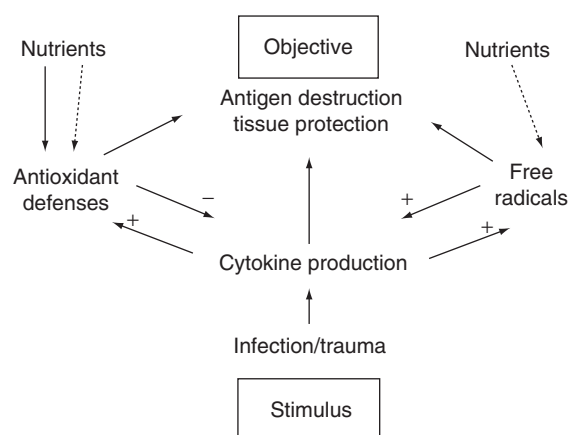 Nutrients
Objective
Nutrients
Antigen destruction
tissue protection
Antioxidant
defenses
Free
radicals
−
+
+
+
Cytokine production
Infection/trauma
Stimulus